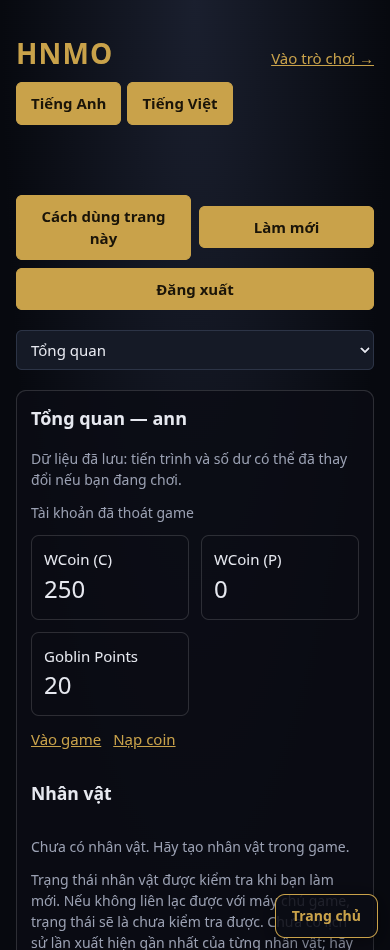 HNMO
Vào trò chơi →
Tiếng Anh
Tiếng Việt
Cách dùng trang
này
Làm mới
Đăng xuất
Tổng quan
Tổng quan — ann
Dữ liệu đã lưu: tiến trình và số dư có thể đã thay
đổi nếu bạn đang chơi.
Tài khoản đã thoát game
WCoin (C)
250
WCoin (P)
0
Goblin Points
20
Vào game
Nạp coin
Nhân vật
Chưa có nhân vật. Hãy tạo nhân vật trong game.
Trạng thái nhân vật được kiểm tra khi bạn làm
mới. Nếu không liên lạc được với máy chủ game,
trạng thái sẽ là chưa kiểm tra được. Chưa có lịch
sử lần xuất hiện gần nhất của từng nhân vật; hãy
Trang chủ